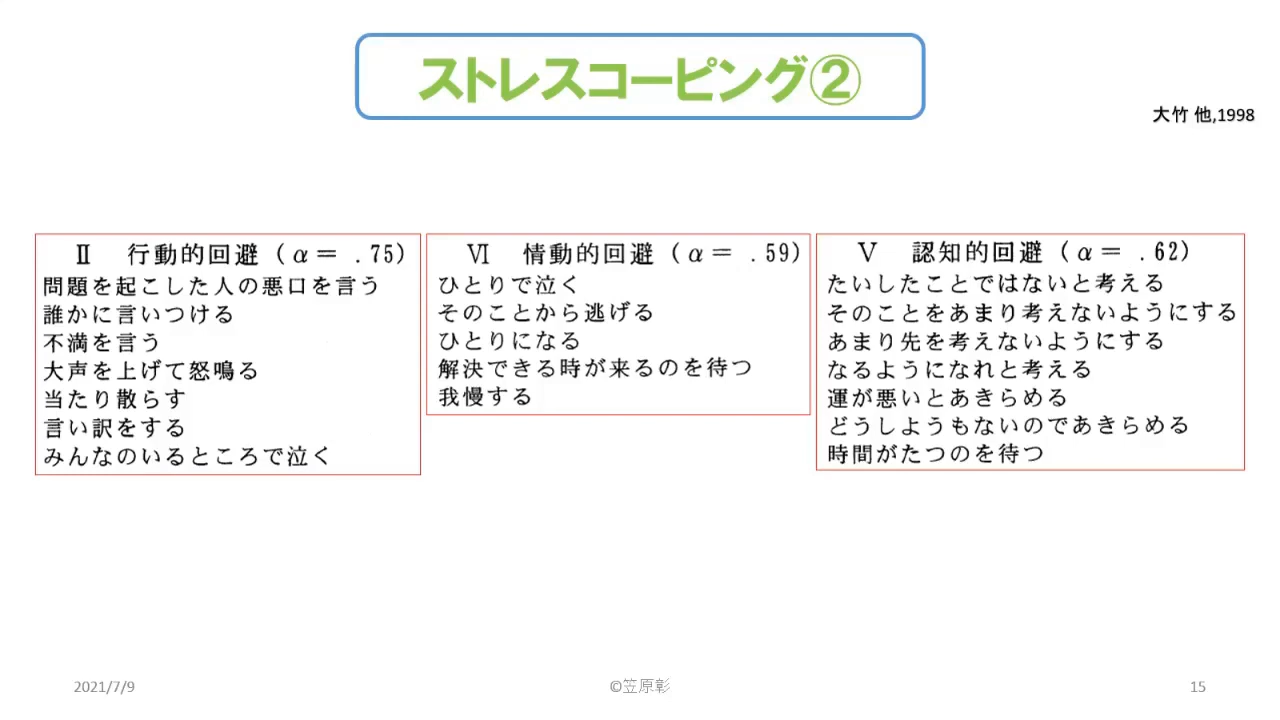 ストレスコーピング②
大竹 他,1998
Ⅱ 行動的回避(α= .75)
問題を起こした人の悪口を言う
誰かに言いつける
不満を言う
大声を上げて怒鳴る
当たり散らす
言い訳をする
みんなのいるところで泣く
Ⅵ 情動的回避(α= .59)
ひとりで泣く
そのことから逃げる
ひとりになる
解決できる時が来るのを待つ
我慢する
Ⅴ 認知的回避(α= .62)
たいしたことではないと考える
そのことをあまり考えないようにする
あまり先を考えないようにする
なるようになれと考える
運が悪いとあきらめる
どうしようもないのであきらめる
時間がたつのを待つ
2021/7/9
©笠原彰
15